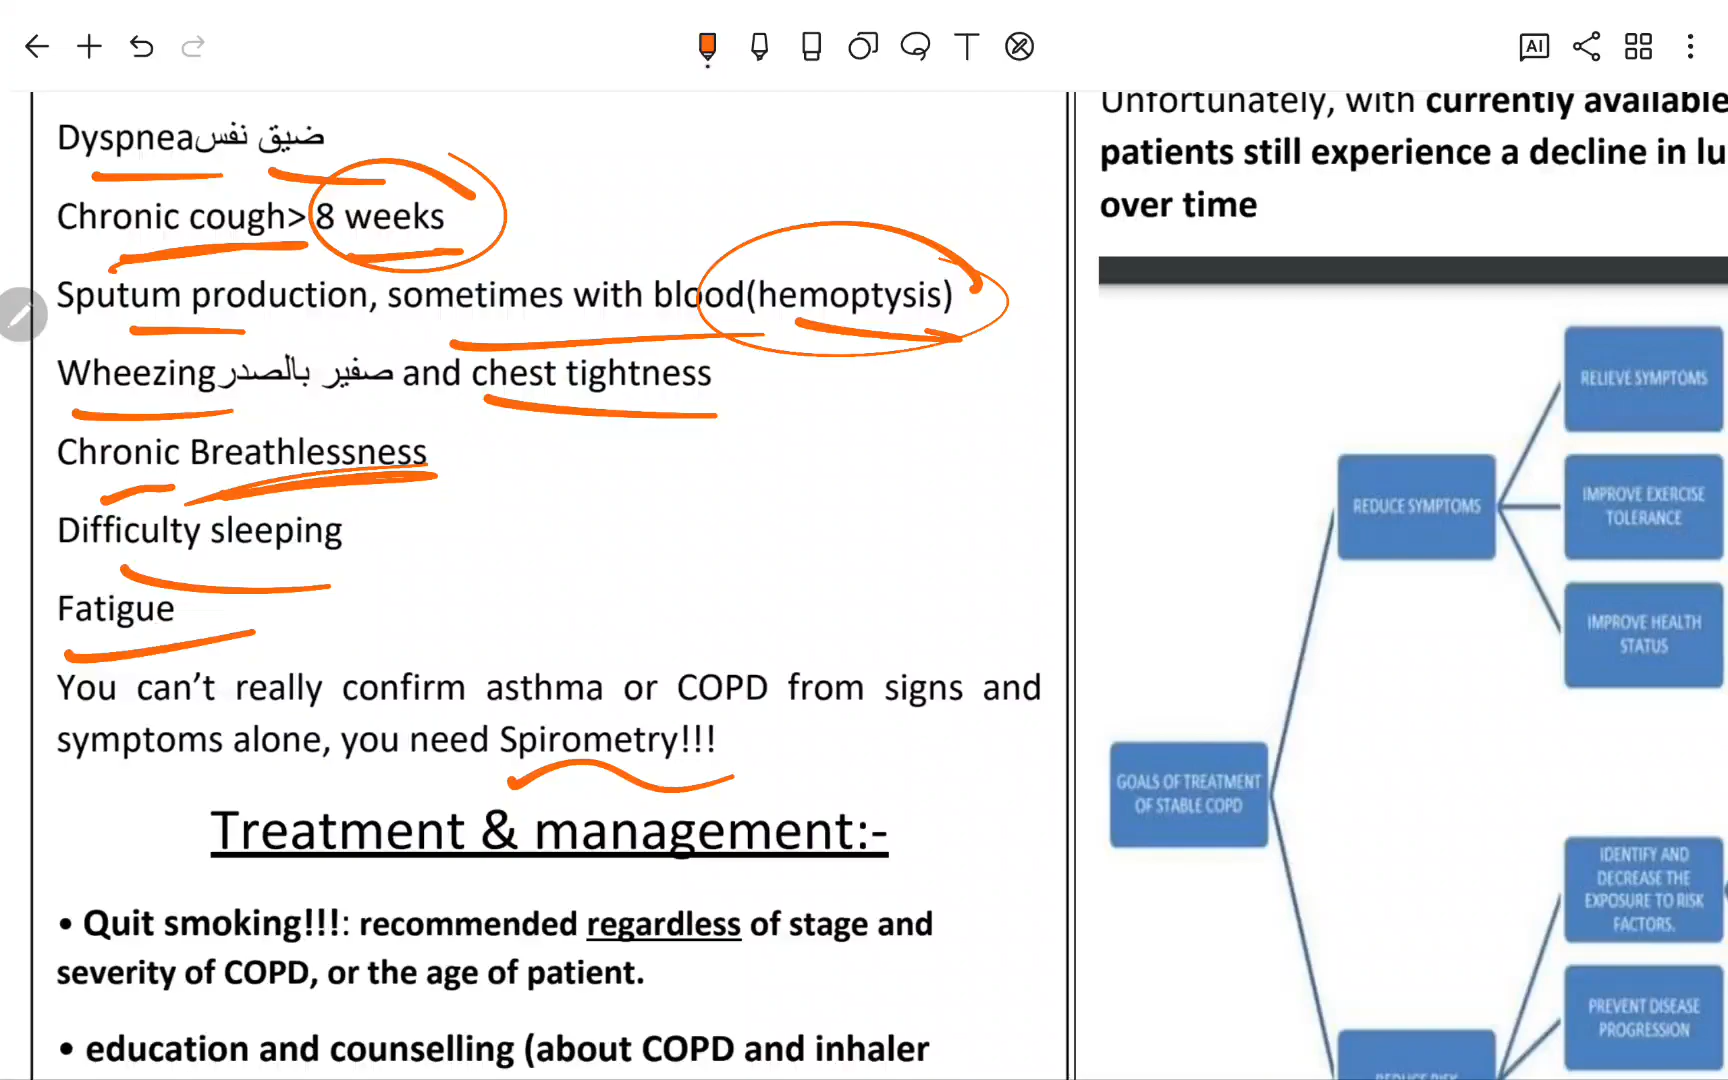 AI
Dyspnea ضيق نفس
Chronic cough> 8 weeks
Sputum production, sometimes with blood(hemoptysis)
Wheezing صفير بالصدر and chest tightness
Chronic Breathlessness
Difficulty sleeping
Fatigue
You can’t really confirm asthma or COPD from signs and
symptoms alone, you need Spirometry!!!
Treatment & management:-
• Quit smoking!!!: recommended regardless of stage and
severity of COPD, or the age of patient.
• education and counselling (about COPD and inhaler
Unfortunately, with currently available
patients still experience a decline in lu
over time
GOALS OF TREATMENT
OF STABLE COPD
REDUCE SYMPTOMS
RELIEVE SYMPTOMS
IMPROVE EXERCISE
TOLERANCE
IMPROVE HEALTH
STATUS
REDUCE RISK
IDENTIFY AND
DECREASE THE
EXPOSURE TO RISK
FACTORS.
PREVENT DISEASE
PROGRESSION